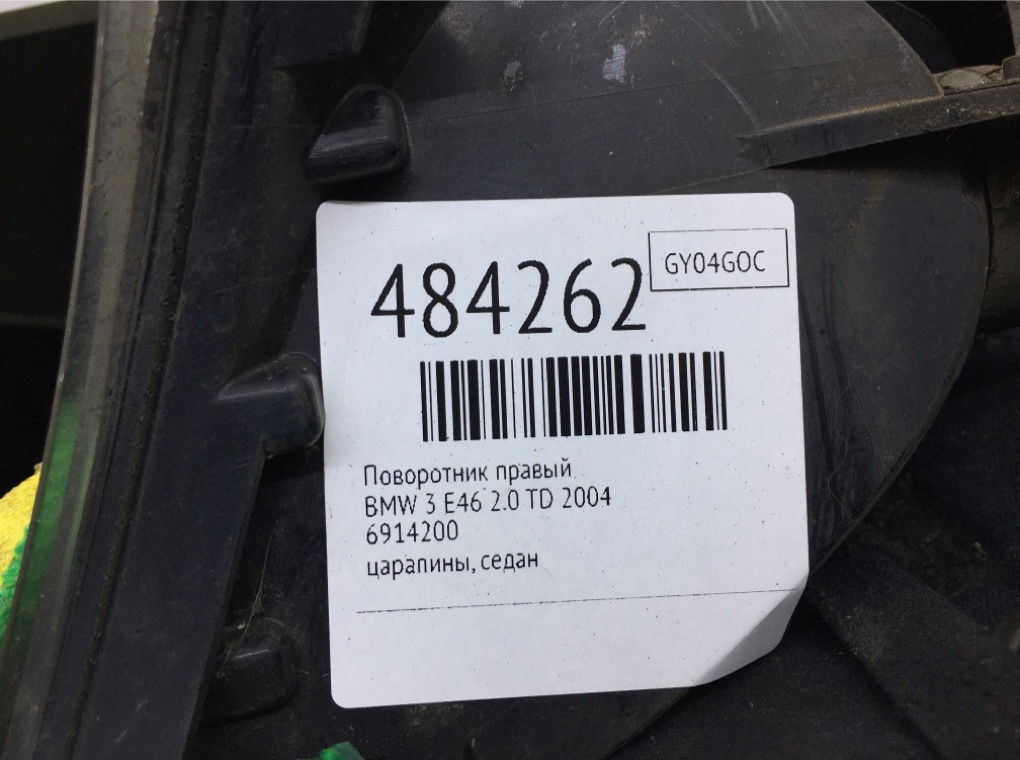 484262
GY04GOC
Поворотник правый
BMW 3 E46 2.0 TD 2004
6914200
царапины, седан